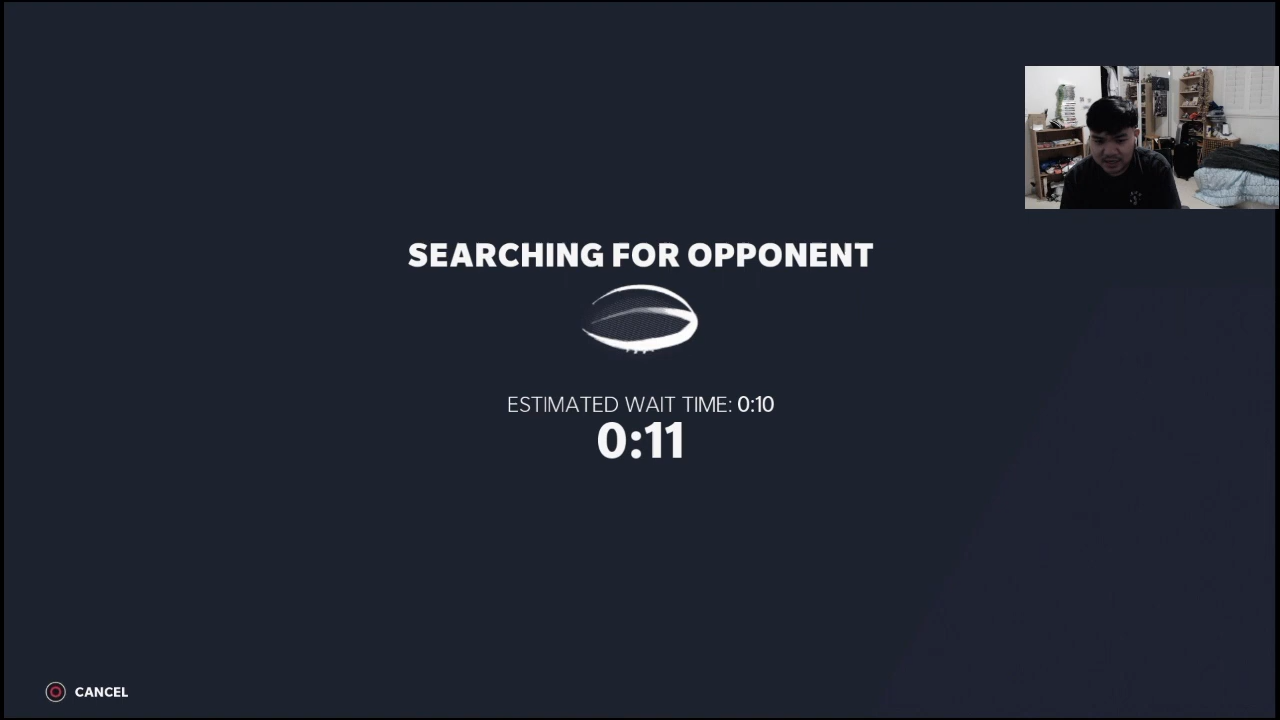 SEARCHING FOR OPPONENT
ESTIMATED WAIT TIME: 0:10
0:11
CANCEL